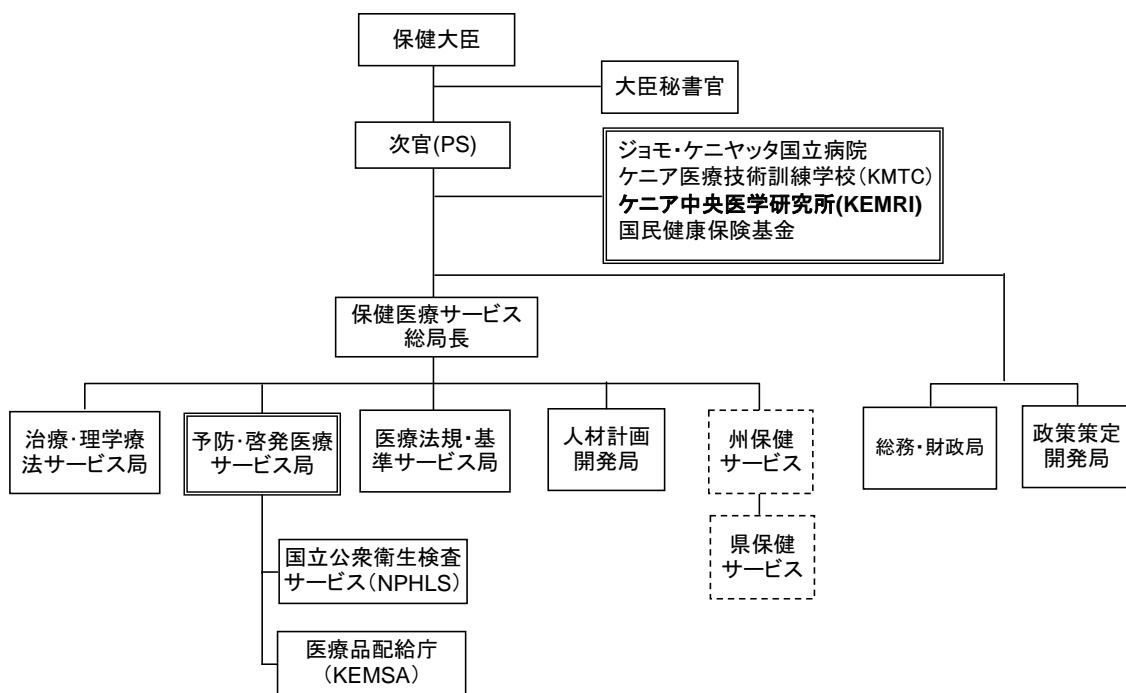 保健大臣
大臣秘書官
次官(PS)
ジョモ・ケニヤッタ国立病院
ケニア医療技術訓練学校(KMTC)
ケニア中央医学研究所(KEMRI)
国民健康保険基金
保健医療サービス
総局長
治療・理学療
法サービス局
予防・啓発医療
サービス局
医療法規・基
準サービス局
人材計画
開発局
州保健
サービス
総務・財政局
政策策定
開発局
県保健
サービス
国立公衆衛生検査
サービス(NPHLS)
医療品配給庁
(KEMSA)